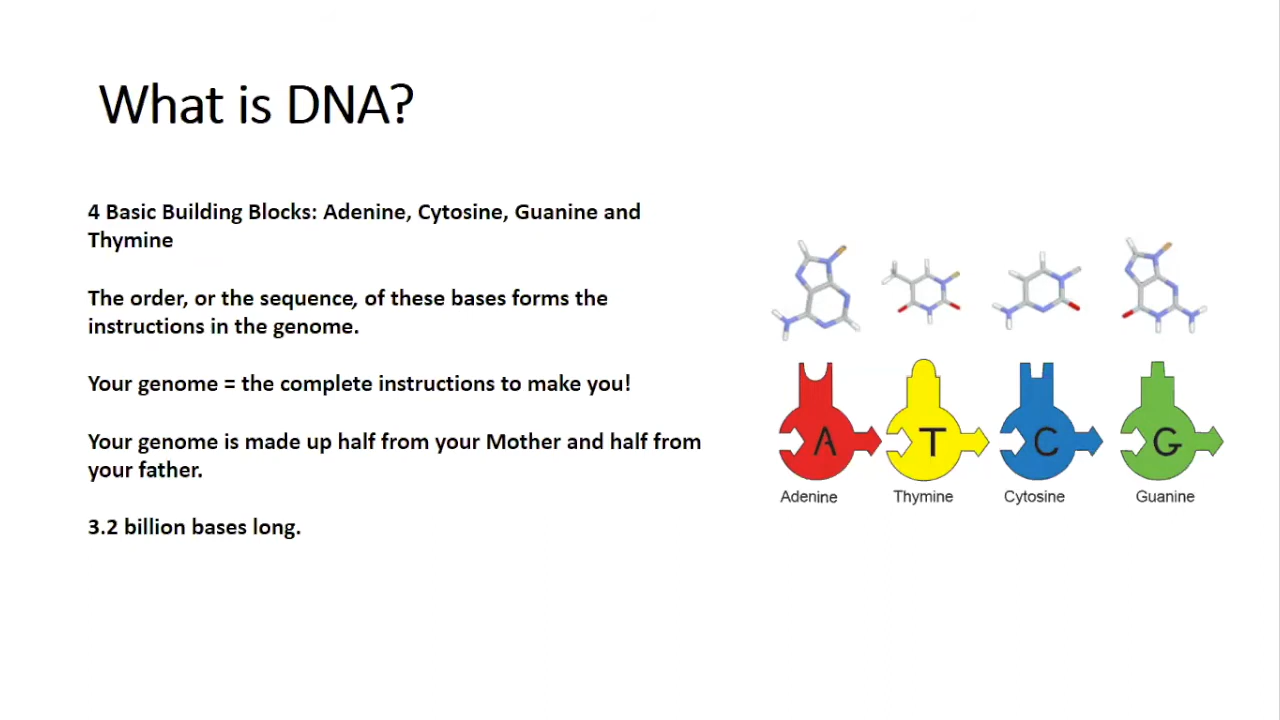 What is DNA?
4 Basic Building Blocks: Adenine, Cytosine, Guanine and
Thymine
The order, or the sequence, of these bases forms the
instructions in the genome.
Your genome = the complete instructions to make you!
Your genome is made up half from your Mother and half from
your father.
3.2 billion bases long.
A T C G
Adenine Thymine Cytosine Guanine